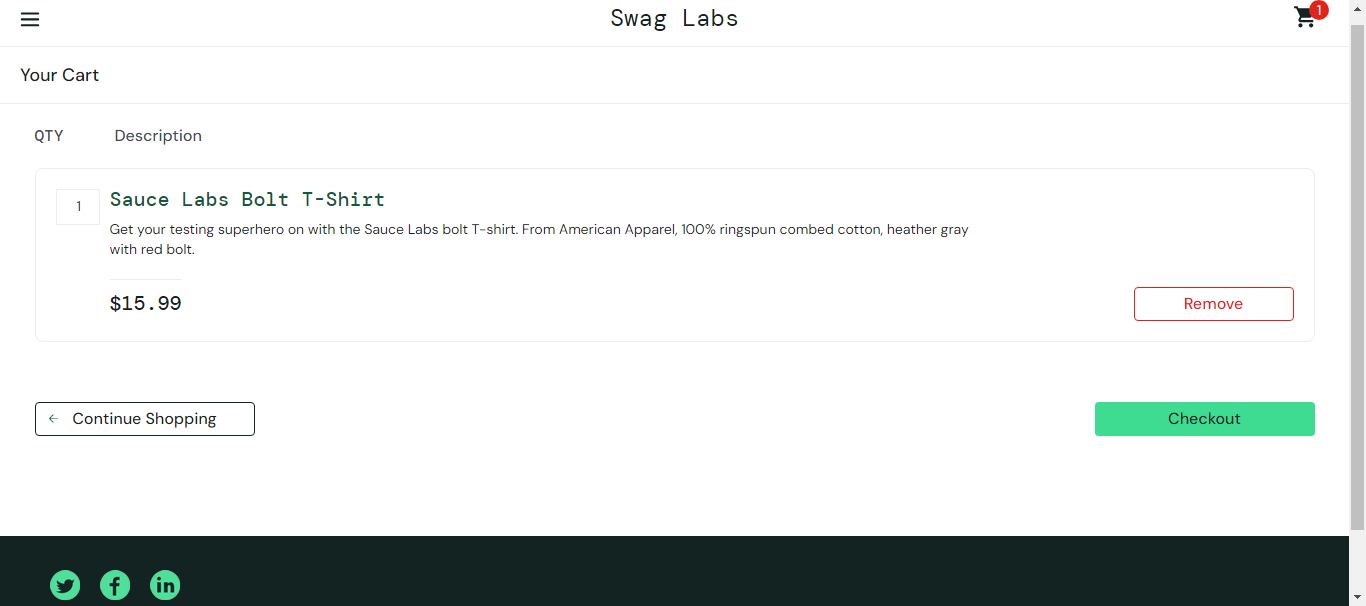 Swag Labs
1
Your Cart
QTY Description
1
Sauce Labs Bolt T-Shirt
Get your testing superhero on with the Sauce Labs bolt T-shirt. From American Apparel, 100% ringspun combed cotton, heather gray
with red bolt.
$15.99
Remove
Continue Shopping
Checkout